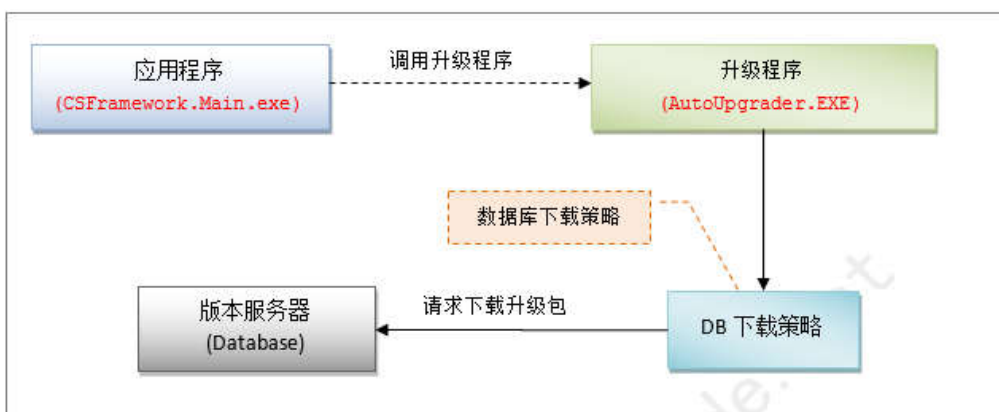 应用程序
(CSFramework.Main.exe)
调用升级程序
升级程序
(AutoUpgrader.EXE)
数据库下载策略
版本服务器
(Database)
请求下载升级包
DB 下载策略